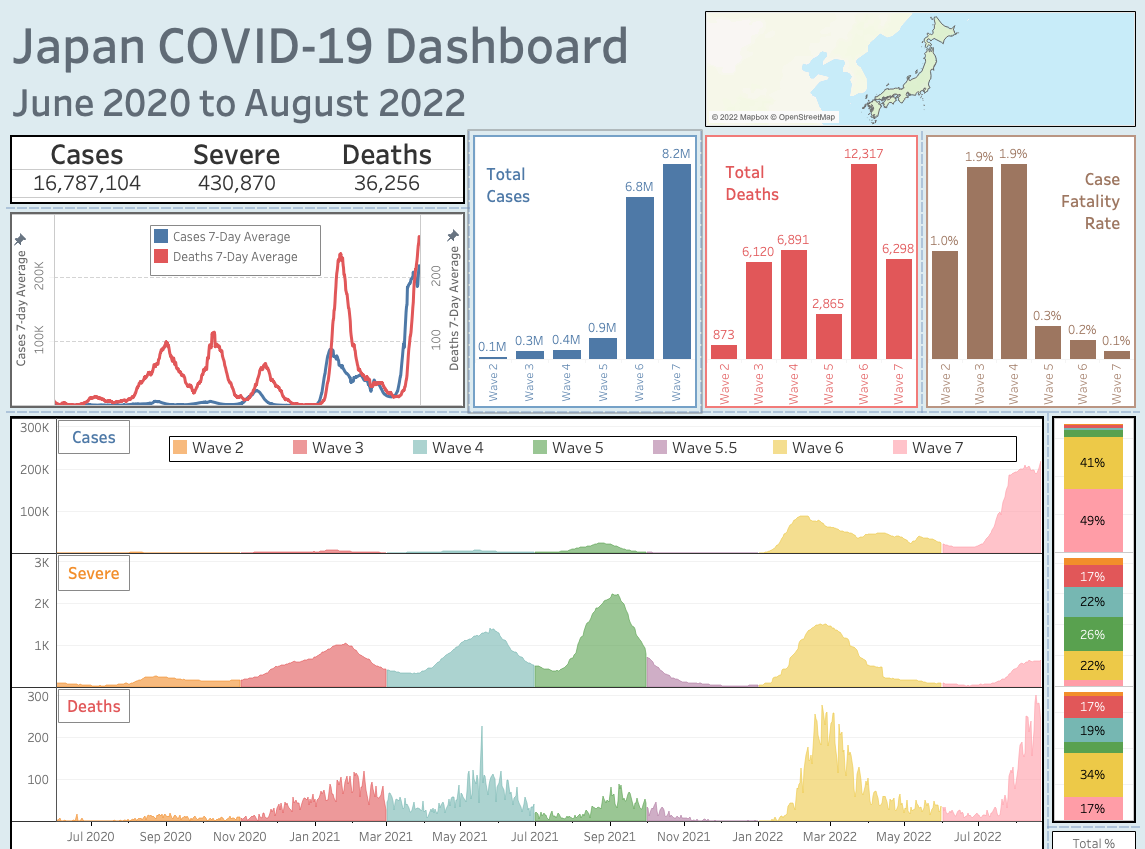 Japan COVID-19 Dashboard
June 2020 to August 2022
© 2022 Mapbox © OpenStreetMap
Cases Severe Deaths
16,787,104 430,870 36,256
Cases 7-day Average
200K
100K
Cases 7-Day Average
Deaths 7-Day Average
200
100
Deaths 7-Day Average
Total
Cases
0.1M 0.3M 0.4M 0.9M 6.8M 8.2M
Wave 2 Wave 3 Wave 4 Wave 5 Wave 6 Wave 7
Total
Deaths
873 6,120 6,891 2,865 12,317 6,298
Wave 2 Wave 3 Wave 4 Wave 5 Wave 6 Wave 7
Case
Fatality
Rate
1.0% 1.9% 1.9% 0.3% 0.2% 0.1%
Wave 2 Wave 3 Wave 4 Wave 5 Wave 6 Wave 7
Cases
Wave 2 Wave 3 Wave 4 Wave 5 Wave 5.5 Wave 6 Wave 7
300K
200K
100K
41%
49%
Severe
3K
2K
1K
17%
22%
26%
22%
Deaths
300
200
100
17%
19%
34%
17%
Jul 2020 Sep 2020 Nov 2020 Jan 2021 Mar 2021 May 2021 Jul 2021 Sep 2021 Nov 2021 Jan 2022 Mar 2022 May 2022 Jul 2022
Total %